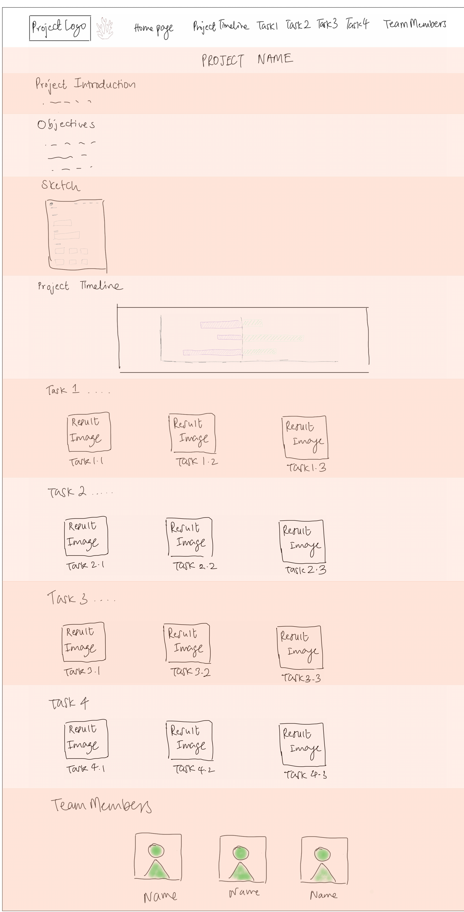 Project Logo Home page Project Timeline Task1 Task 2 Task3 Task4 Team Members
PROJECT NAME
Project Introduction
Objectives
Sketch
Project Timeline
Task 1 ....
Result Image
Result Image
Result Image
Task 1.1 Task 1.2 Task 1.3
Task 2 ....
Result Image
Result Image
Result Image
Task 2.1 Task 2.2 Task 2.3
Task 3 ....
Result Image
Result Image
Result Image
Task 3.1 Task 3.2 Task 3.3
Task 4
Result Image
Result Image
Result Image
Task 4.1 Task 4.2 Task 4.3
Team Members
Name Name Name